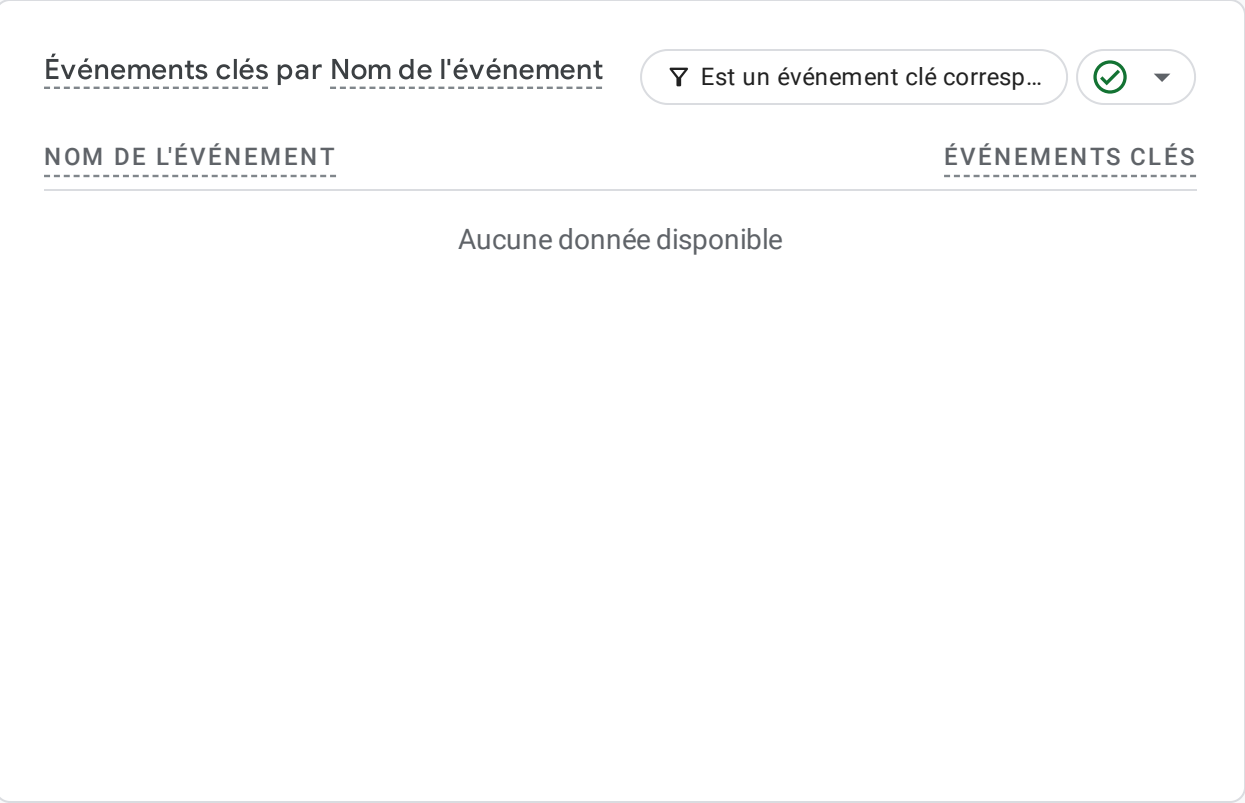 Événements clés par Nom de l'événement
Est un événement clé corresp…
NOM DE L'ÉVÉNEMENT
ÉVÉNEMENTS CLÉS
Aucune donnée disponible